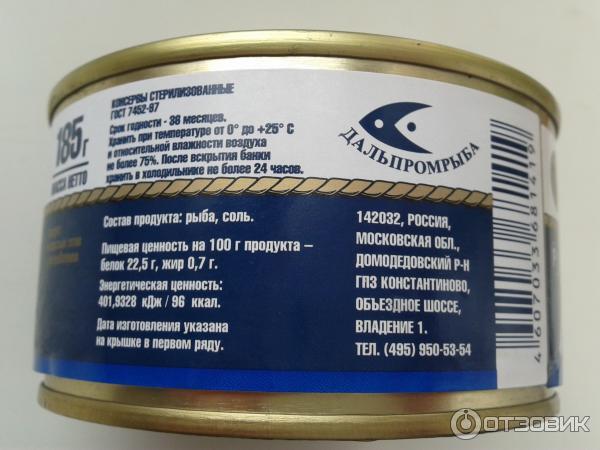 КОНСЕРВЫ СТЕРИЛИЗОВАННЫЕ
ГОСТ 7452-97
Срок годности - 36 месяцев.
Хранить при температуре от 0° до +25° С
и относительной влажности воздуха
не более 75%. После вскрытия банки
хранить в холодильнике не более 24 часов.
185г
МАССА НЕТТО
ДАЛЬПРОМРЫБА
Состав продукта: рыба, соль.
Пищевая ценность на 100 г продукта –
белок 22,5 г, жир 0,7 г.
Энергетическая ценность:
401,9328 кДж / 96 ккал.
Дата изготовления указана
на крышке в первом ряду.
142032, РОССИЯ,
МОСКОВСКАЯ ОБЛ.,
ДОМОДЕДОВСКИЙ Р-Н
ГПЗ КОНСТАНТИНОВО,
ОБЪЕЗДНОЕ ШОССЕ,
ВЛАДЕНИЕ 1.
ТЕЛ. (495) 950-53-54
4 607033 681419
ОТЗОВИК